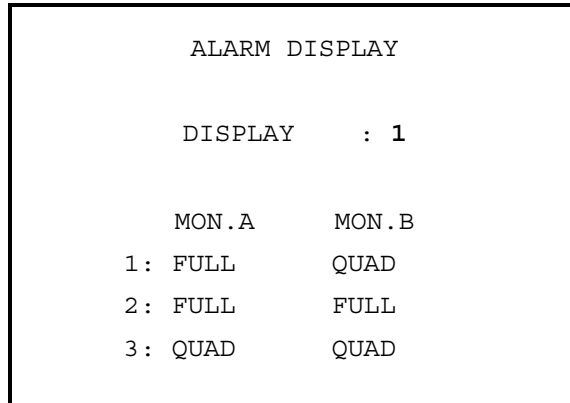 ALARM DISPLAY
DISPLAY : 1
MON.A MON.B
1: FULL QUAD
2: FULL FULL
3: QUAD QUAD